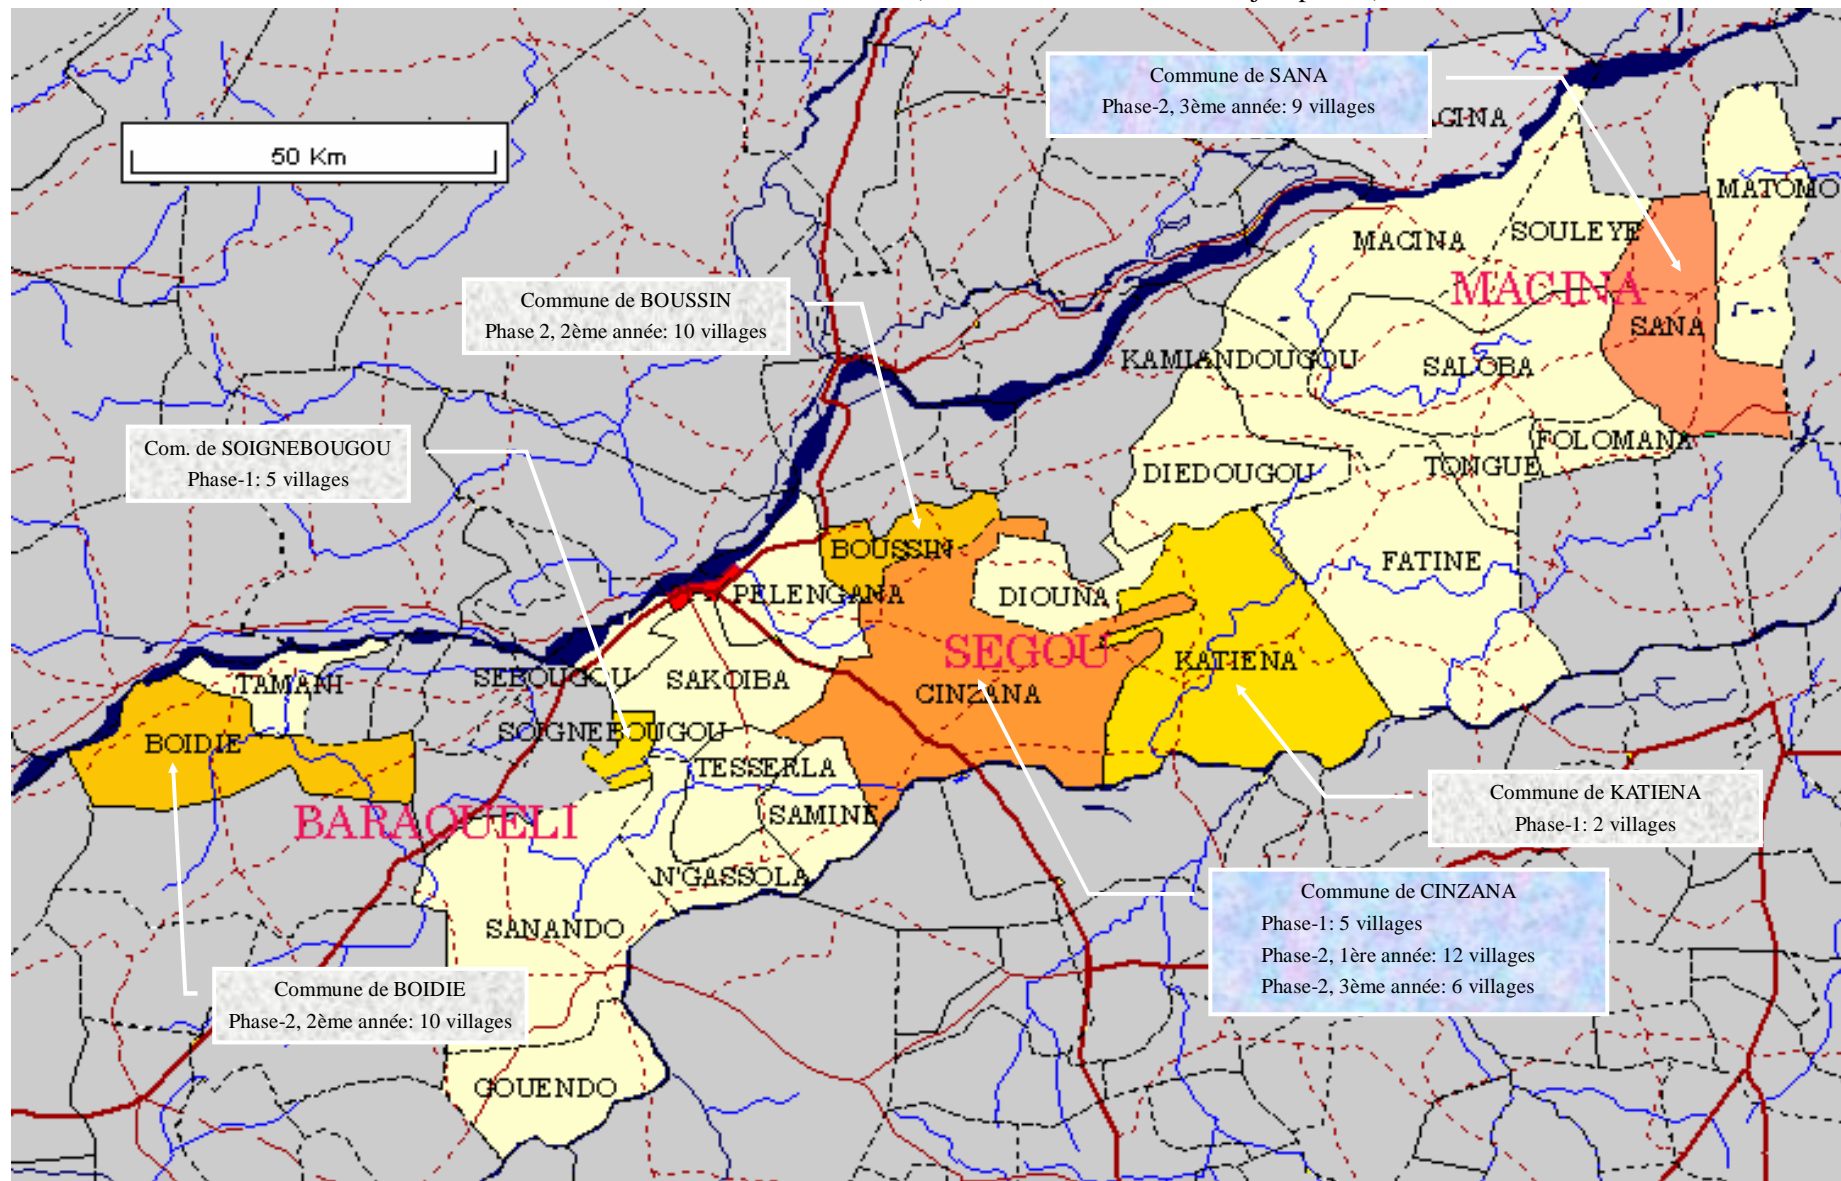 Commune de SANA
Phase-2, 3ème année: 9 villages
50 Km
MATOMO
SOULEYE
MACINA
MACINA
Commune de BOUSSIN
Phase 2, 2ème année: 10 villages
SANA
KAMIANDOUGOU
SALOBA
Com. de SOIGNEBOUGOU
Phase-1: 5 villages
FOLOMANA
DIEDOUGOU
TONGUE
BOUSSIN
FATINE
PELENGANA
DIOUNA
SEGOU
KATIENA
SEBOUGOU
SAKOIBA
TAMANI
CINZANA
SOIGNEBOUGOU
BOIDIE
TESSERLA
Commune de KATIENA
Phase-1: 2 villages
BARAOUELI
SAMINE
N'GASSOLA
Commune de CINZANA
Phase-1: 5 villages
Phase-2, 1ère année: 12 villages
Phase-2, 3ème année: 6 villages
SANANDO
Commune de BOIDIE
Phase-2, 2ème année: 10 villages
GOUENDO